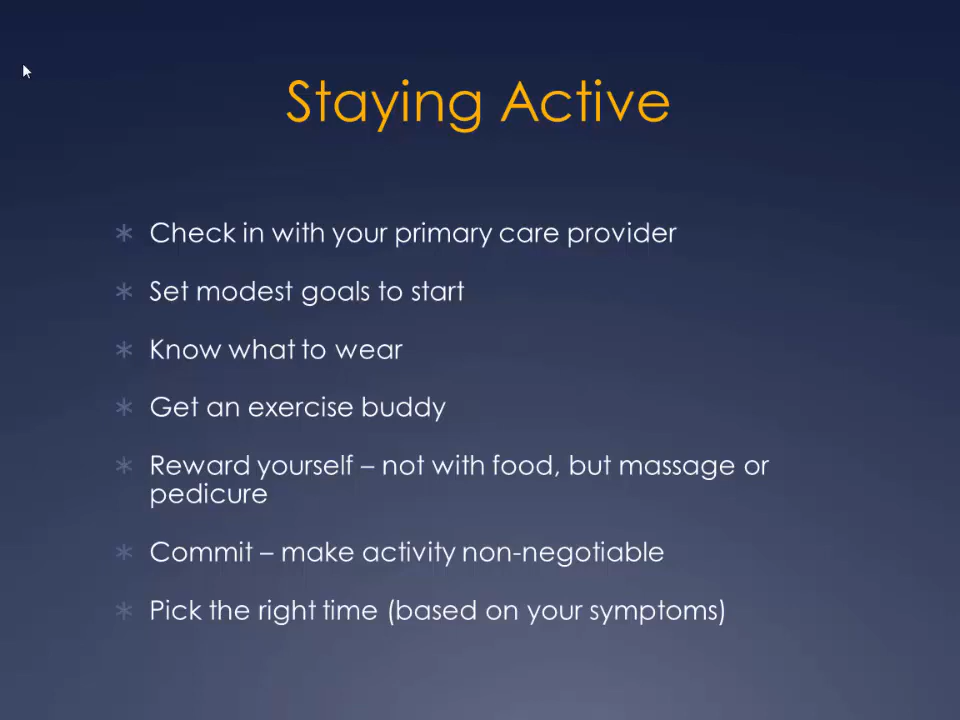 Staying Active
Check in with your primary care provider
Set modest goals to start
Know what to wear
Get an exercise buddy
Reward yourself – not with food, but massage or
pedicure
Commit – make activity non-negotiable
Pick the right time (based on your symptoms)